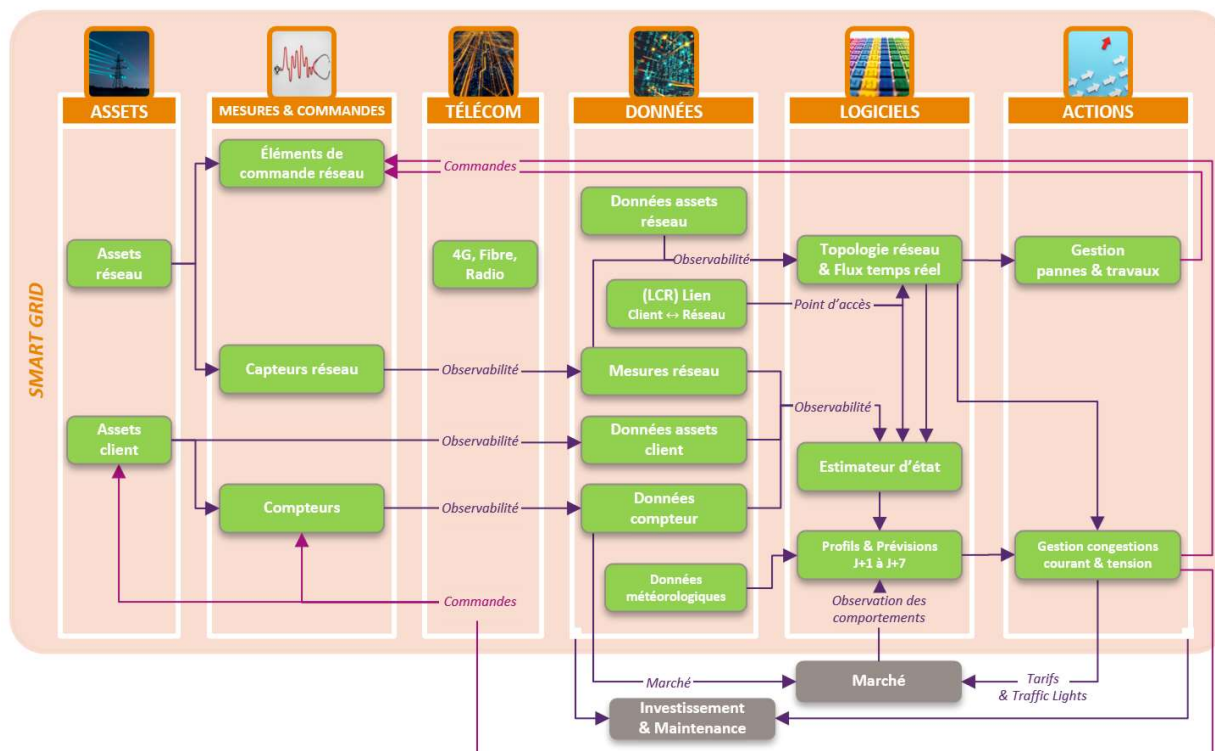 SMART GRID
ASSETS
MESURES & COMMANDES
TÉLÉCOM
DONNÉES
LOGICIELS
ACTIONS
Éléments de
commande réseau
Commandes
Données assets
réseau
Assets
réseau
4G, Fibre,
Radio
Observabilité
Topologie réseau
& Flux temps réel
Gestion
pannes & travaux
(LCR) Lien
Client ↔ Réseau
Point d'accès
Capteurs réseau
Observabilité
Mesures réseau
Observabilité
Assets
client
Observabilité
Données assets
client
Estimateur d'état
Compteurs
Observabilité
Données
compteur
Profils & Prévisions
J+1 à J+7
Gestion congestions
courant & tension
Données
météorologiques
Commandes
Observation des
comportements
Marché
Marché
Tarifs
& Traffic Lights
Investissement
& Maintenance